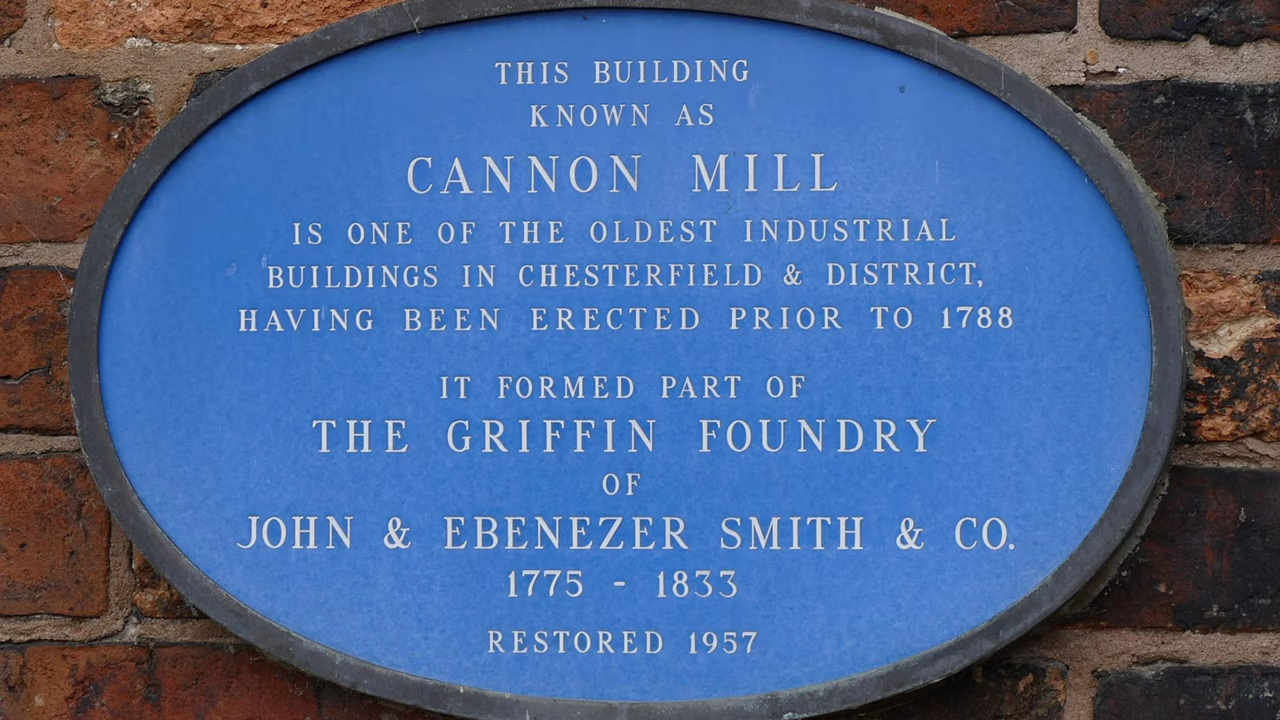 THIS BUILDING
KNOWN AS
CANNON MILL
IS ONE OF THE OLDEST INDUSTRIAL
BUILDINGS IN CHESTERFIELD & DISTRICT,
HAVING BEEN ERECTED PRIOR TO 1788
IT FORMED PART OF
THE GRIFFIN FOUNDRY
OF
JOHN & EBENEZER SMITH & CO.
1775 - 1833
RESTORED 1957